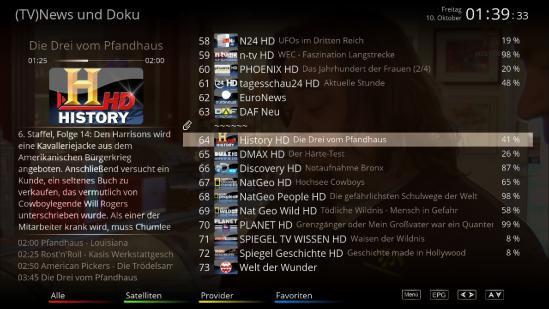 (TV)News und Doku
Freitag
10. Oktober
01:39:33
Die Drei vom Pfandhaus
01:25 02:00
H HD
HISTORY
6. Staffel, Folge 14: Den Harrisons wird
eine Kavalleriejacke aus dem
Amerikanischen Bürgerkrieg
angeboten. Anschließend versucht ein
Kunde, ein seltenes Buch zu
verkaufen, das vermutlich von
Cowboylegende Will Rogers
unterschrieben wurde. Als einer der
Mitarbeiter krank wird, muss Chumlee
02:00 Pfandhaus - Louisiana
02:25 Rost'n'Roll - Kasis Werkstattgesch
02:50 American Pickers - Die Trödelsam
03:45 Die Drei vom Pfandhaus
58 N24 HD UFOs im Dritten Reich 19 %
59 n-tv HD WEC - Faszination Langstrecke 98 %
60 PHOENIX HD Das Jahrhundert der Frauen (2/4) 20 %
61 tagesschau24 HD Aktuelle Stunde 48 %
62 EuroNews
63 DAF Neu
~~~~~~
64 History HD Die Drei vom Pfandhaus 41 %
65 DMAX HD Der Härte-Test 26 %
66 Discovery HD Notaufnahme Bronx 87 %
67 NatGeo HD Hochsee Cowboys 65 %
68 NatGeo People HD Die gefährlichsten Schulwege der Welt 98 %
69 Nat Geo Wild HD Tödliche Wildnis - Mensch in Gefahr 58 %
70 PLANET HD Grenzgänger oder Mein Großvater war ein Quanter 99 %
71 SPIEGEL TV WISSEN HD Waisen der Wildnis 8 %
72 Spiegel Geschichte HD Geschichte made in Hollywood 8 %
73 Welt der Wunder
Alle Satelliten Provider Favoriten Menü EPG